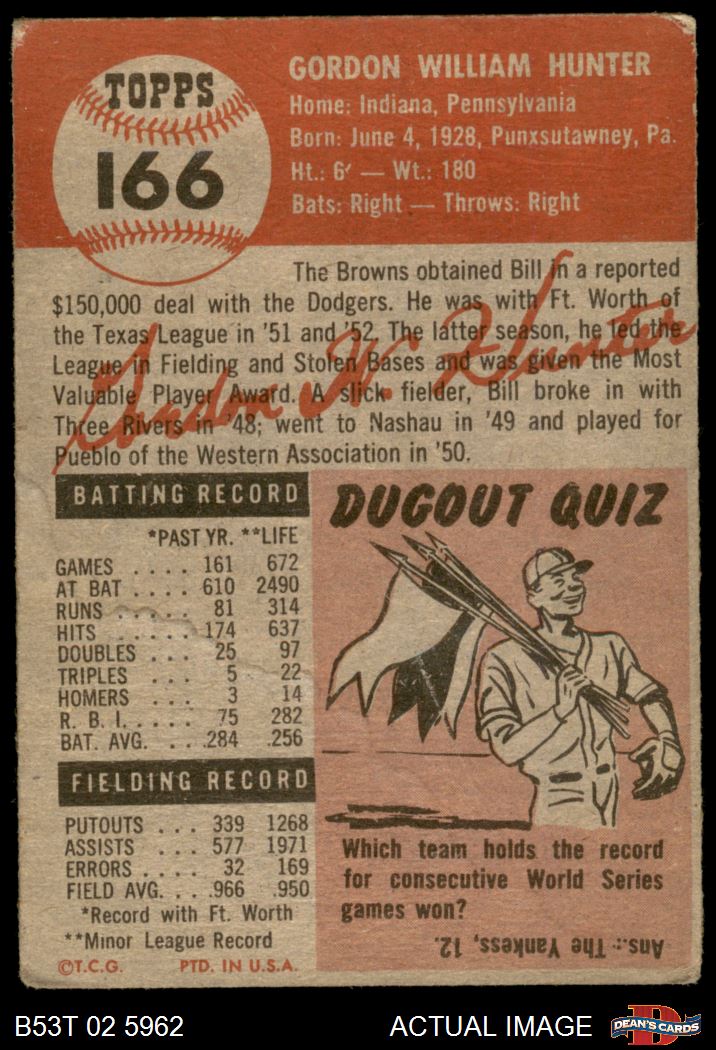 TOPPS
166
GORDON WILLIAM HUNTER
Home: Indiana, Pennsylvania
Born: June 4, 1928, Punxsutawney, Pa.
Ht.: 6' — Wt.: 180
Bats: Right — Throws: Right
The Browns obtained Bill in a reported
$150,000 deal with the Dodgers. He was with Ft. Worth of
the Texas League in '51 and '52. The latter season, he led the
League in Fielding and Stolen Bases and was given the Most
Valuable Player Award. A slick fielder, Bill broke in with
Three Rivers in '48; went to Nashau in '49 and played for
Pueblo of the Western Association in '50.
Gordon W. Hunter
BATTING RECORD
*PAST YR. **LIFE
GAMES .... 161 672
AT BAT .... 610 2490
RUNS .... 81 314
HITS ..... 174 637
DOUBLES ... 25 97
TRIPLES ... 5 22
HOMERS ... 3 14
R. B. I. .... 75 282
BAT. AVG. ... .284 .256
FIELDING RECORD
PUTOUTS ... 339 1268
ASSISTS .... 577 1971
ERRORS .... 32 169
FIELD AVG. ... .966 .950
*Record with Ft. Worth
**Minor League Record
©T.C.G. PTD. IN U.S.A.
DUGOUT QUIZ
Which team holds the record
for consecutive World Series
games won?
Ans.: The Yankess, 12.
B53T 02 5962 ACTUAL IMAGE
D
DEAN'S CARDS